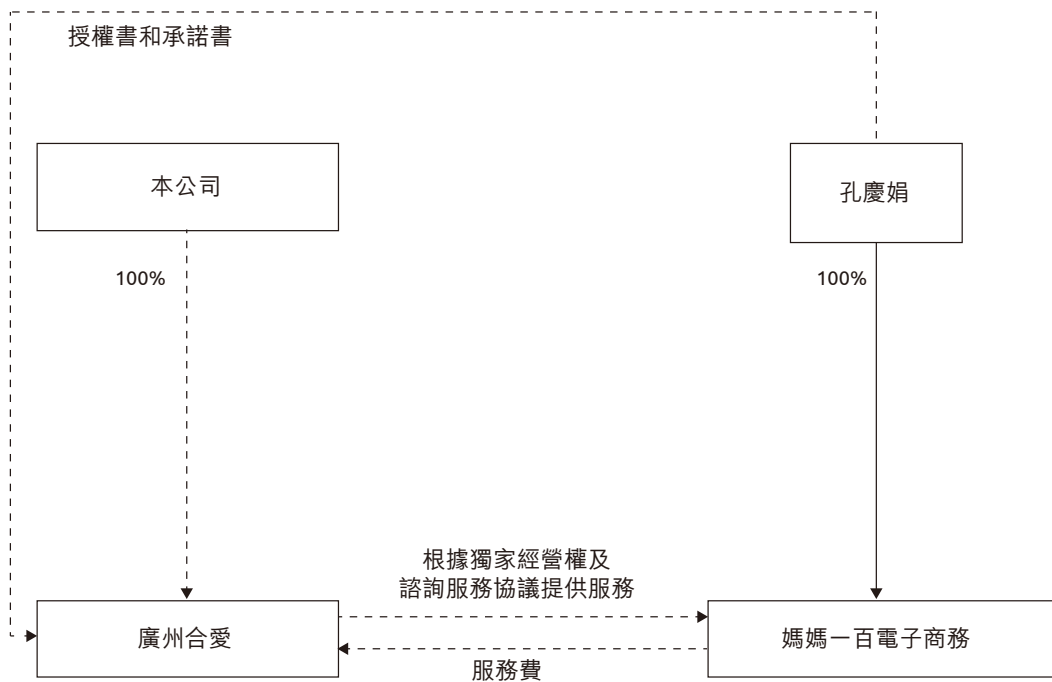 授權書和承諾書
本公司
孔慶娟
100%
100%
根據獨家經營權及
諮詢服務協議提供服務
廣州合愛
媽媽一百電子商務
服務費